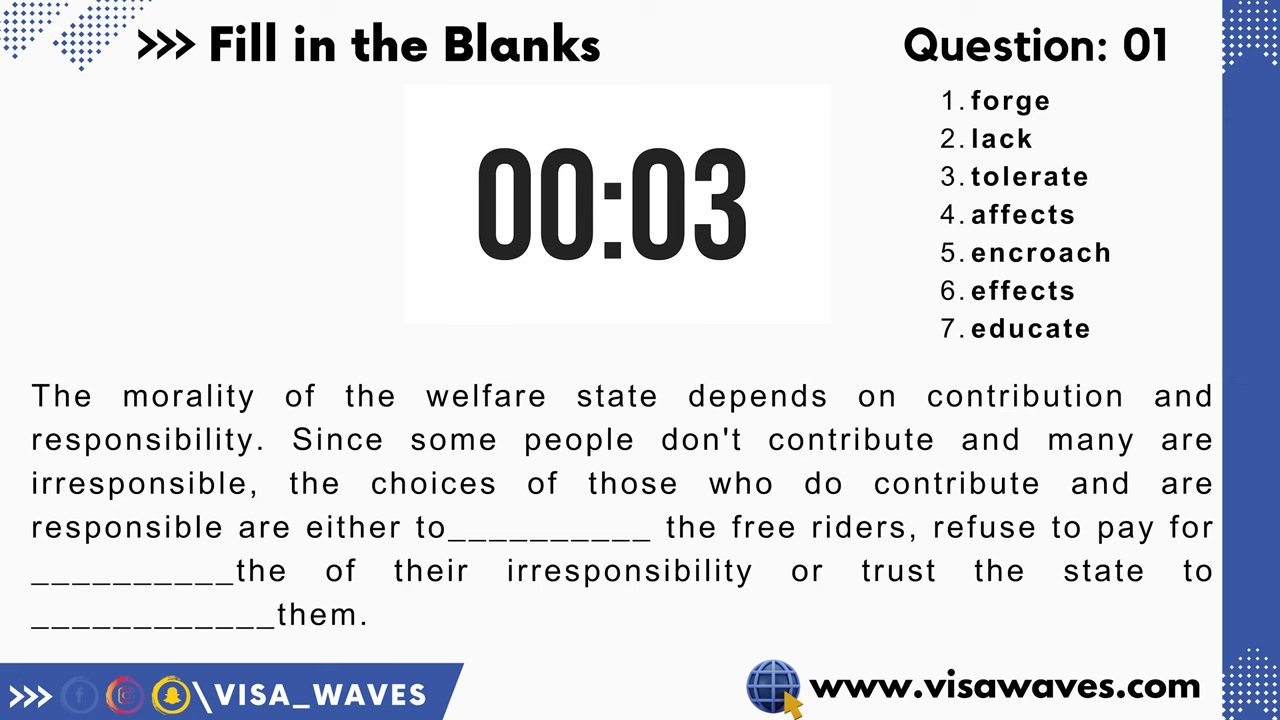 >>> Fill in the Blanks
Question: 01
00:03
1. forge
2. lack
3. tolerate
4. affects
5. encroach
6. effects
7. educate
The morality of the welfare state depends on contribution and
responsibility. Since some people don't contribute and many are
irresponsible, the choices of those who do contribute and are
responsible are either to__________ the free riders, refuse to pay for
__________the of their irresponsibility or trust the state to
____________them.
>>> \VISA_WAVES
www.visawaves.com